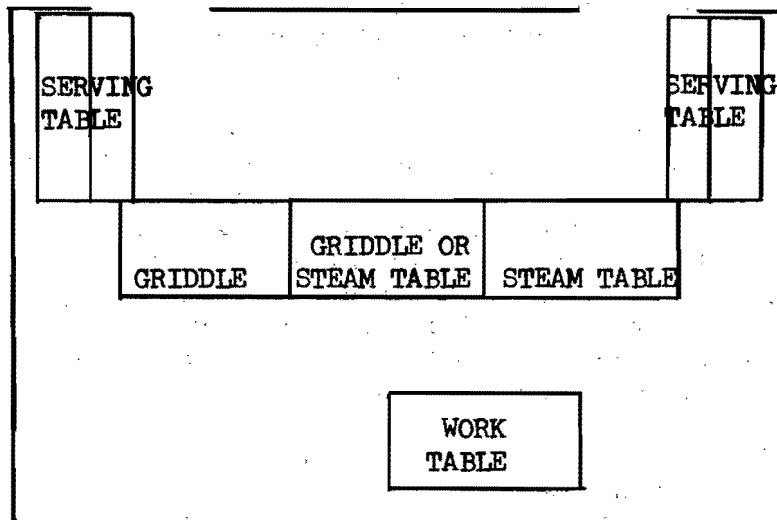 SERVING
TABLE
SERVING
TABLE
GRIDDLE
GRIDDLE OR
STEAM TABLE
STEAM TABLE
WORK
TABLE